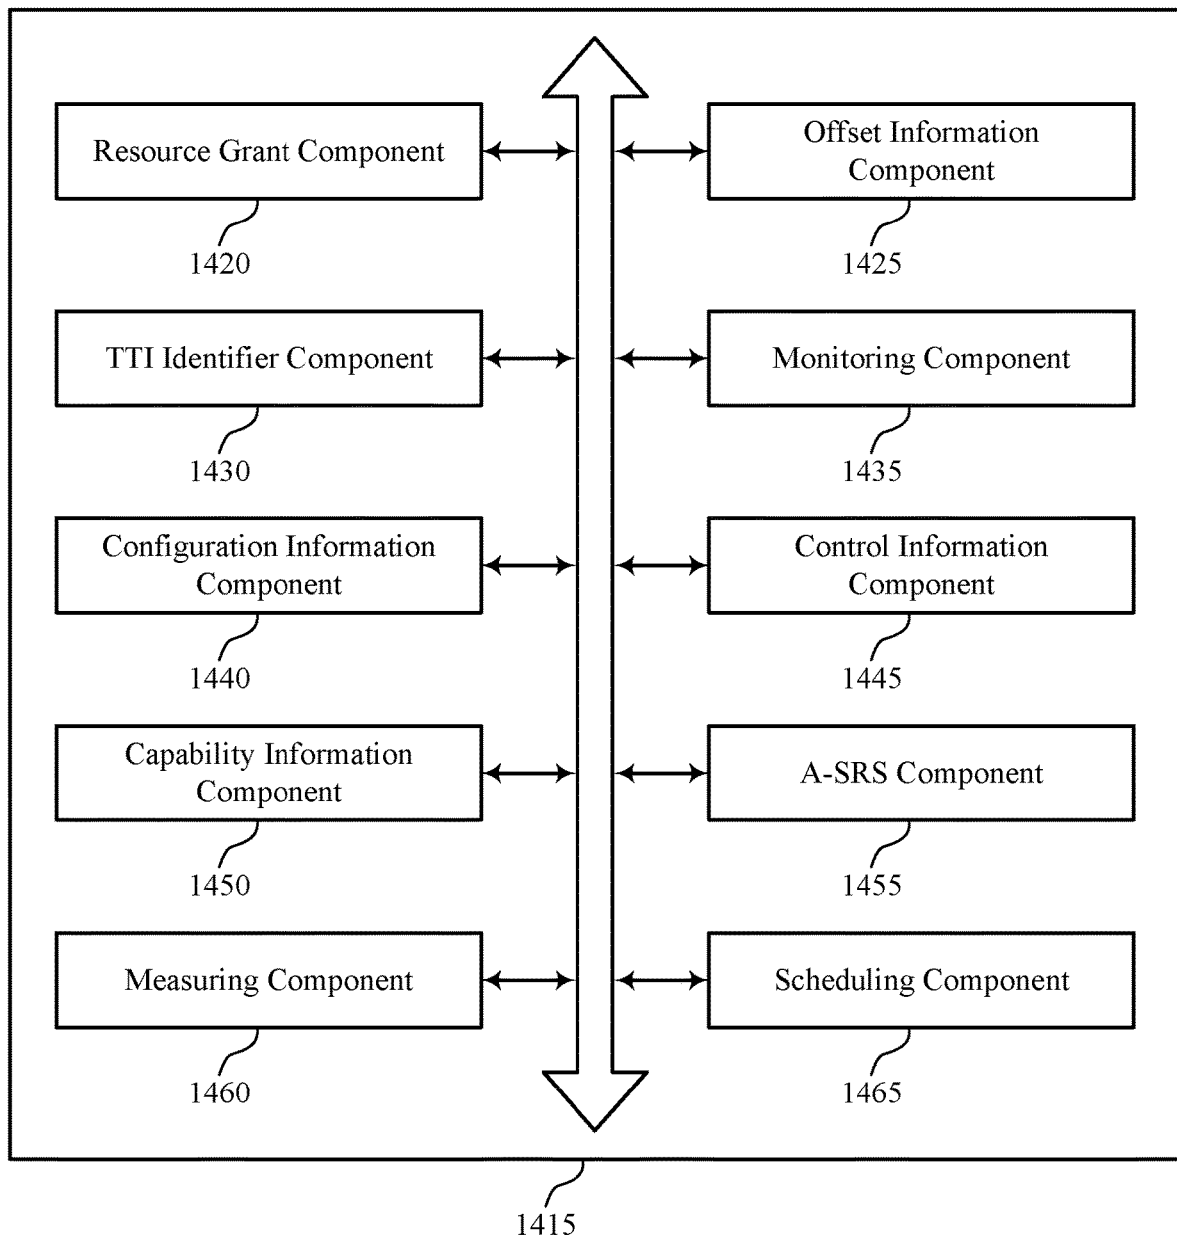 Resource Grant Component
1420
Offset Information
Component
1425
TTI Identifier Component
1430
Monitoring Component
1435
Configuration Information
Component
1440
Control Information
Component
1445
Capability Information
Component
1450
A-SRS Component
1455
Measuring Component
1460
Scheduling Component
1465
1415